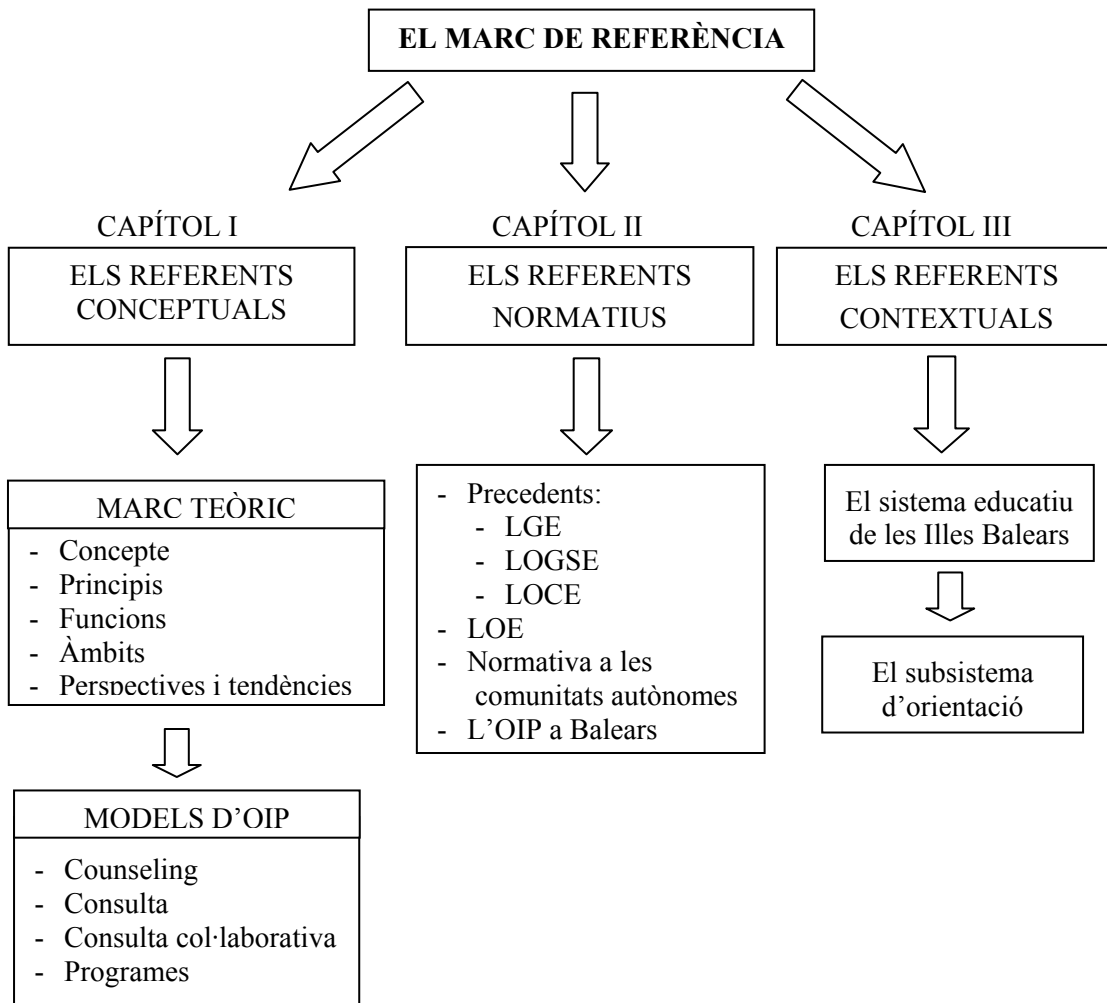 EL MARC DE REFERÈNCIA
CAPÍTOL I
ELS REFERENTS
CONCEPTUALS
MARC TEÒRIC
- Concepte
- Principis
- Funcions
- Àmbits
- Perspectives i tendències
MODELS D’OIP
- Counseling
- Consulta
- Consulta col·laborativa
- Programes
CAPÍTOL II
ELS REFERENTS
NORMATIUS
- Precedents:
- LGE
- LOGSE
- LOCE
- LOE
- Normativa a les
comunitats autònomes
- L’OIP a Balears
CAPÍTOL III
ELS REFERENTS
CONTEXTUALS
El sistema educatiu
de les Illes Balears
El subsistema
d’orientació